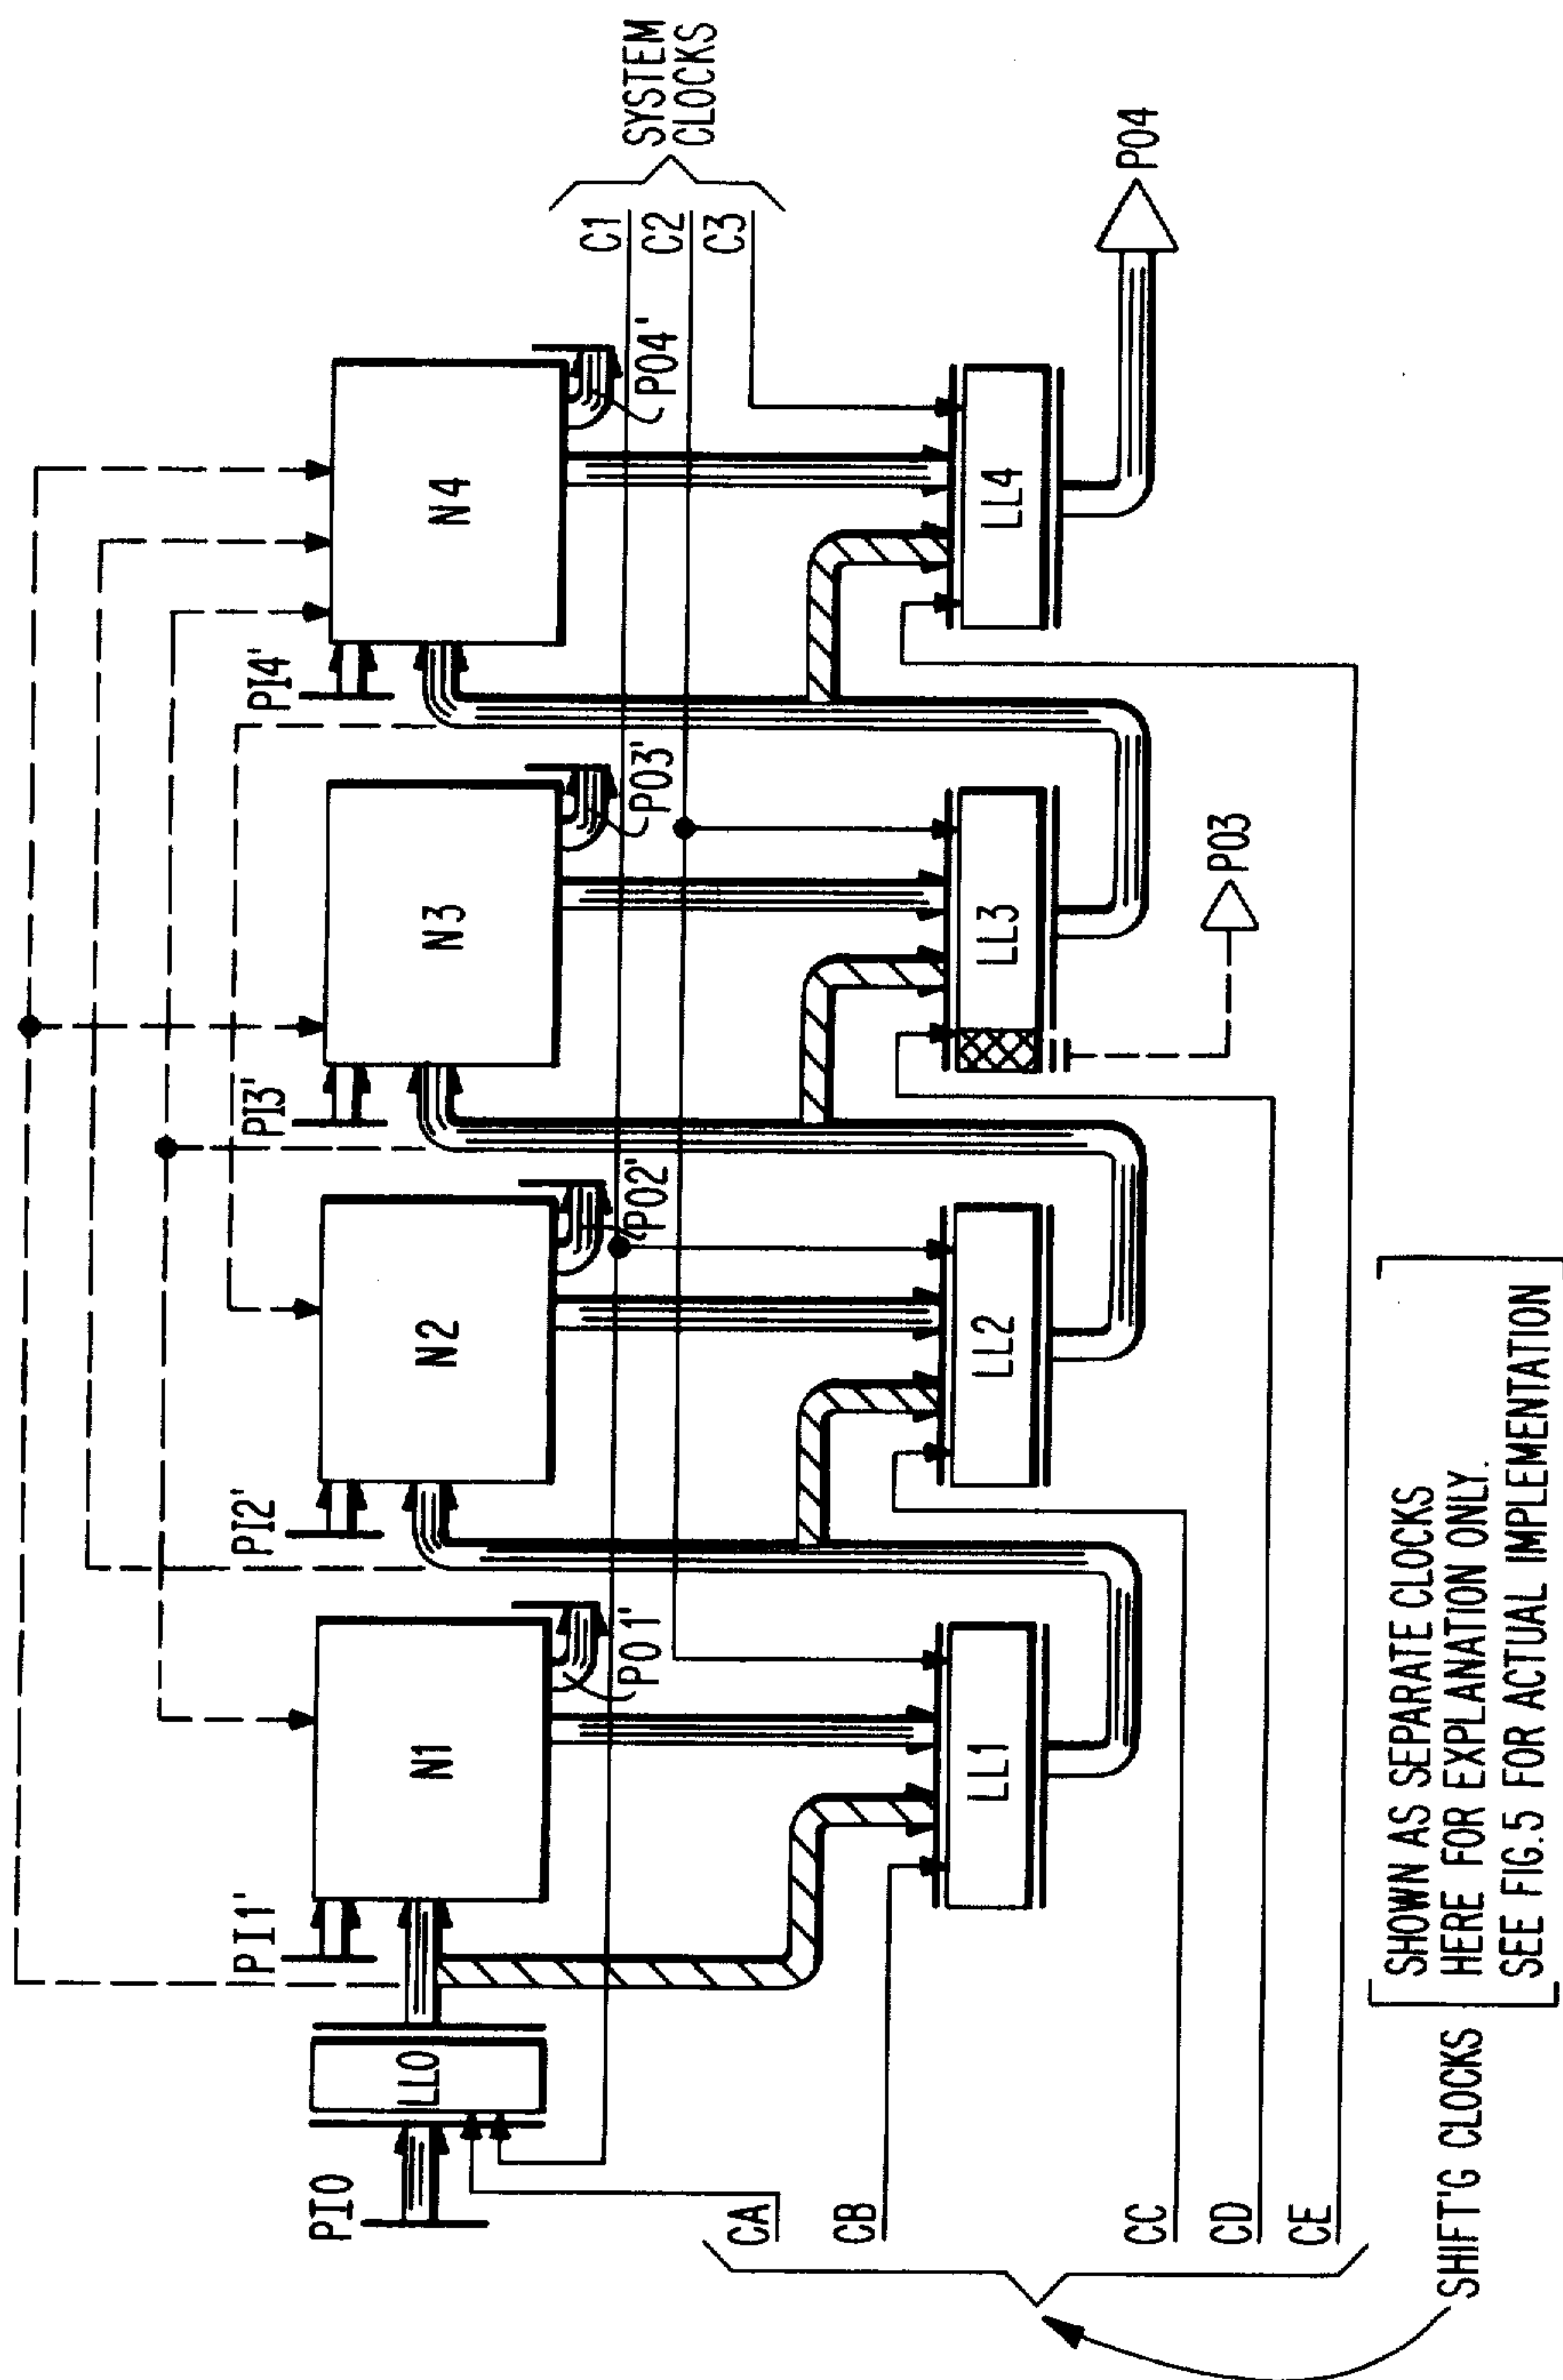 SYSTEM
CLOCKS
C1
C2
C3
PI0
LL0
PI1'
N1
P01'
PI2'
N2
P02'
PI3'
N3
P03'
PI4'
N4
P04'
LL1
LL2
LL3
LL4
P03
P04
CA
CB
CC
CD
CE
SHIFT'G CLOCKS
SHOWN AS SEPARATE CLOCKS
HERE FOR EXPLANATION ONLY.
SEE FIG.5 FOR ACTUAL IMPLEMENTATION